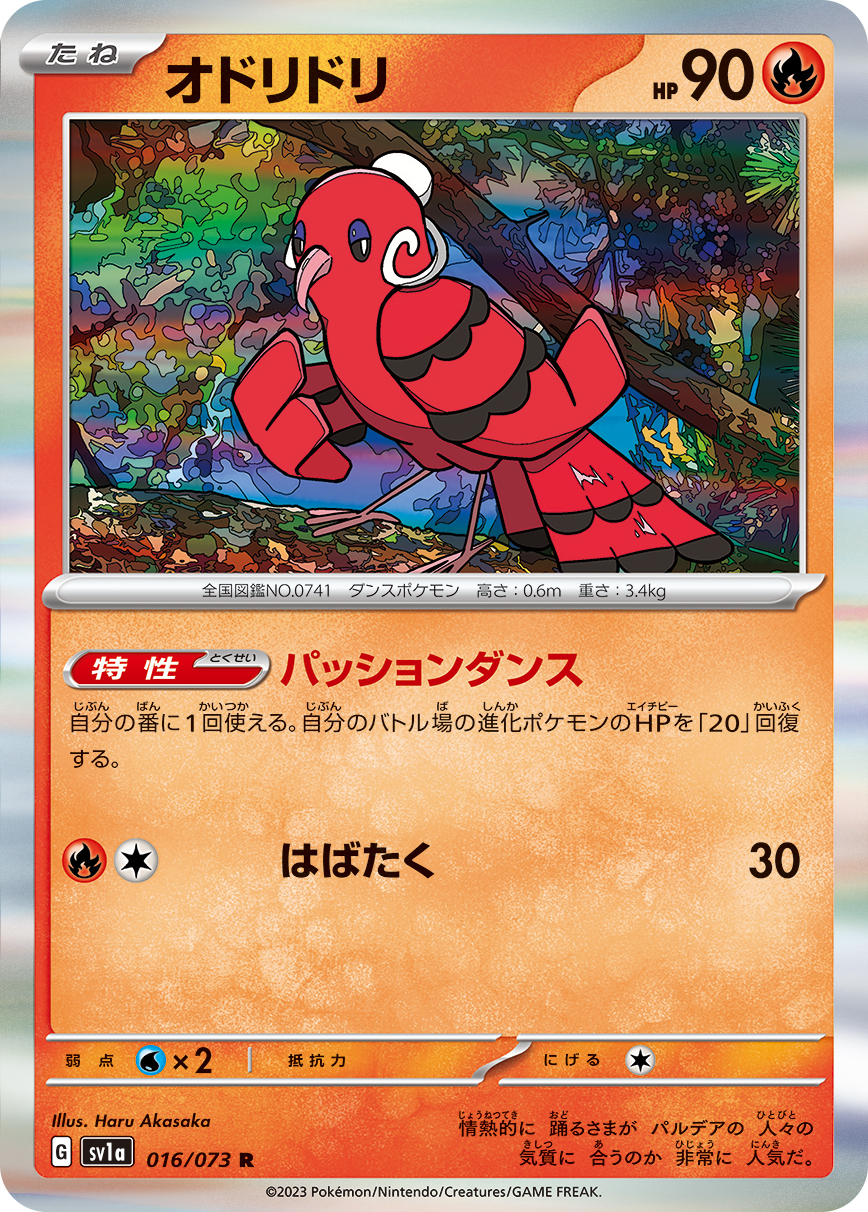 たね
オドリドリ
HP 90
全国図鑑NO.0741 ダンスポケモン 高さ:0.6m 重さ:3.4kg
特性 とくせい パッションダンス
じぶん ばん かいつか じぶん ば しんか エイチピー かいふく
自分の番に1回使える。自分のバトル場の進化ポケモンのHPを「20」回復
する。
はばたく 30
弱点 ×2 抵抗力 にげる
Illus. Haru Akasaka
G sv1a 016/073 R
じょうねつてき おど ひとびと
情熱的に 踊るさまが パルデアの 人々の
きしつ あ ひじょう にんき
気質に 合うのか 非常に 人気だ。
©2023 Pokémon/Nintendo/Creatures/GAME FREAK.